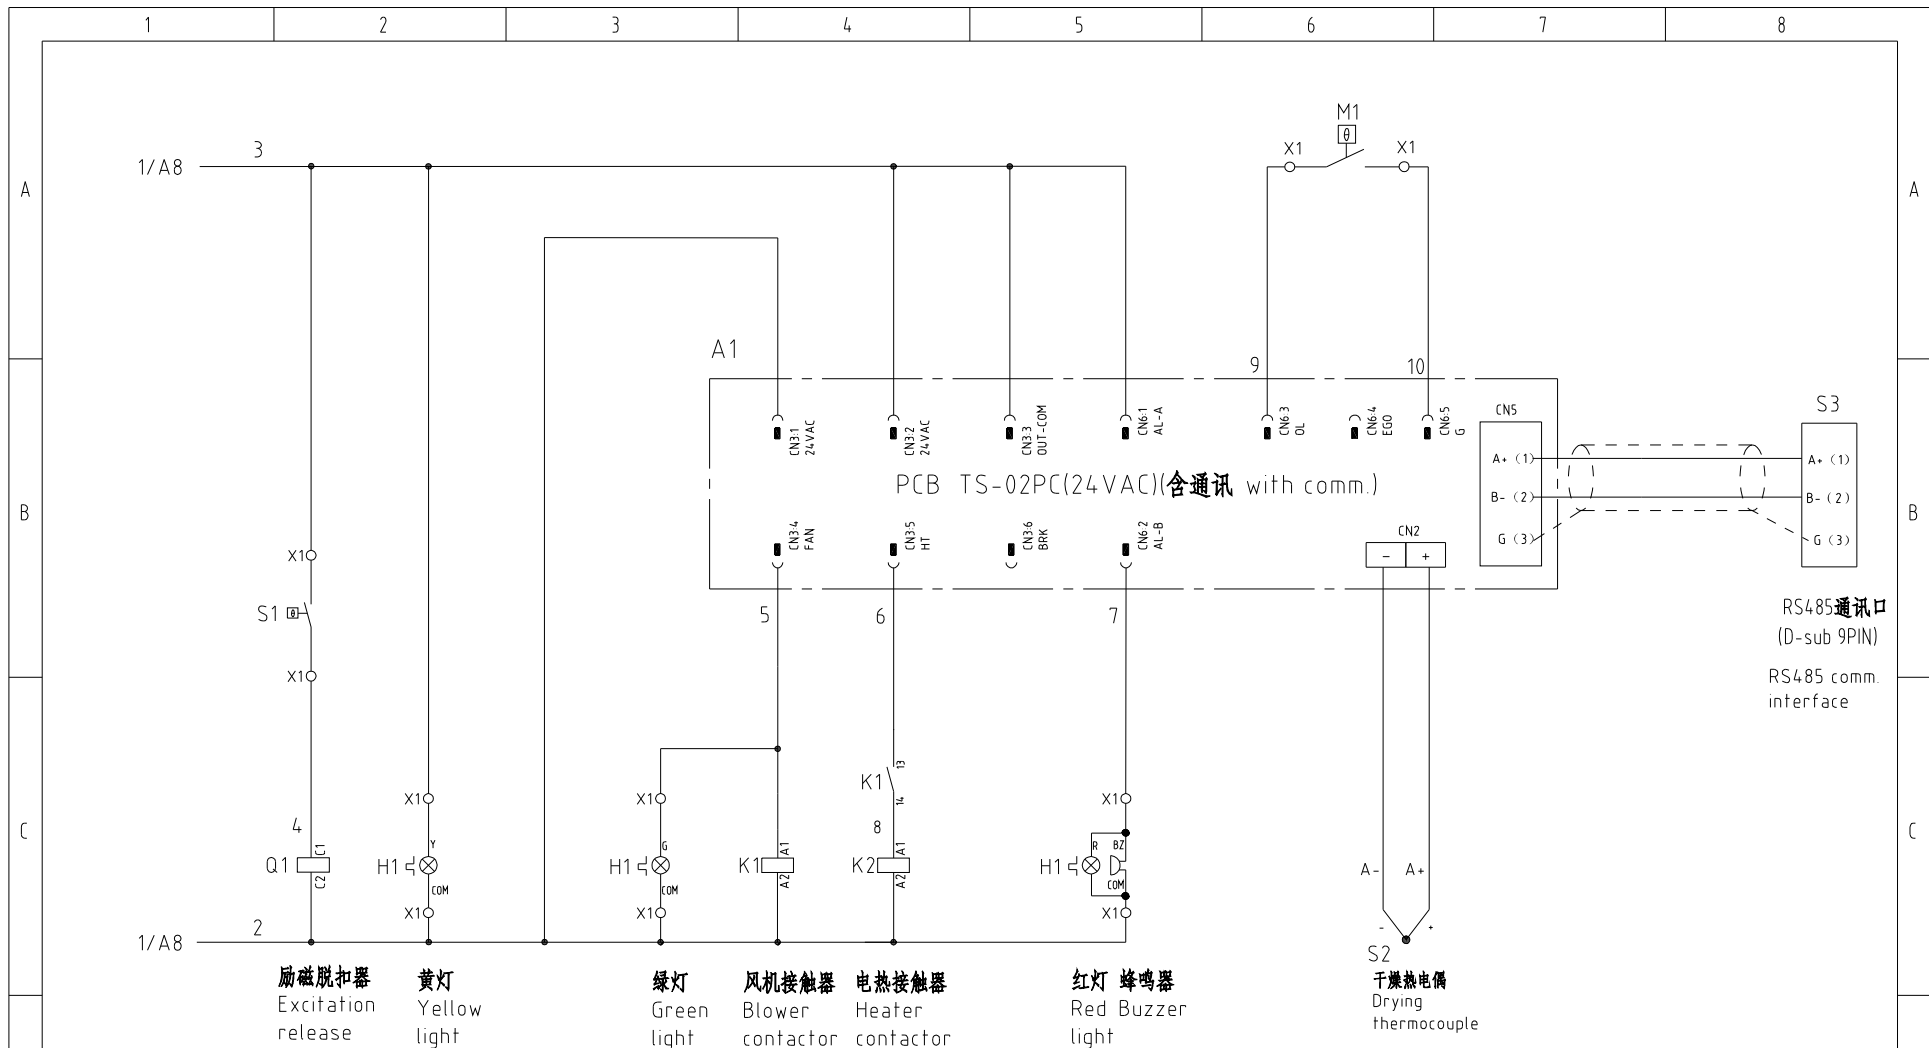 1 2 3 4 5 6 7 8
M1
θ
X1 X1
3
1/A8
A A
A1
9 10
CN3:1
24VAC
CN3:2
24VAC
CN3:3
OUT-COM
CN6:1
AL-A
CN6:3
OL
CN6:4
EGO
CN6:5
G
CN5
S3
A+ (1) A+ (1)
PCB TS-02PC(24VAC)(含通讯 with comm.)
B- (2) B- (2)
B B
CN3:4
FAN
CN3:5
HT
CN3:6
BRK
CN6:2
AL-B
CN2
- +
G (3) G (3)
X1
S1 θ
5 6 7
RS485通讯口
(D-sub 9PIN)
X1
RS485 comm.
interface
K1 13
14
X1 X1 X1
4 8
C C
Q1 C1
C2
H1 Y
COM
H1 G
COM
K1 A1
A2
K2 A1
A2
H1 R BZ
COM
A- A+
X1 X1 X1
2
1/A8
- +
S2
励磁脱扣器
Excitation
release
黄灯
Yellow
light
绿灯
Green
light
风机接触器
Blower
contactor
电热接触器
Heater
contactor
红灯 蜂鸣器
Red Buzzer
light
干燥热电偶
Drying
thermocouple